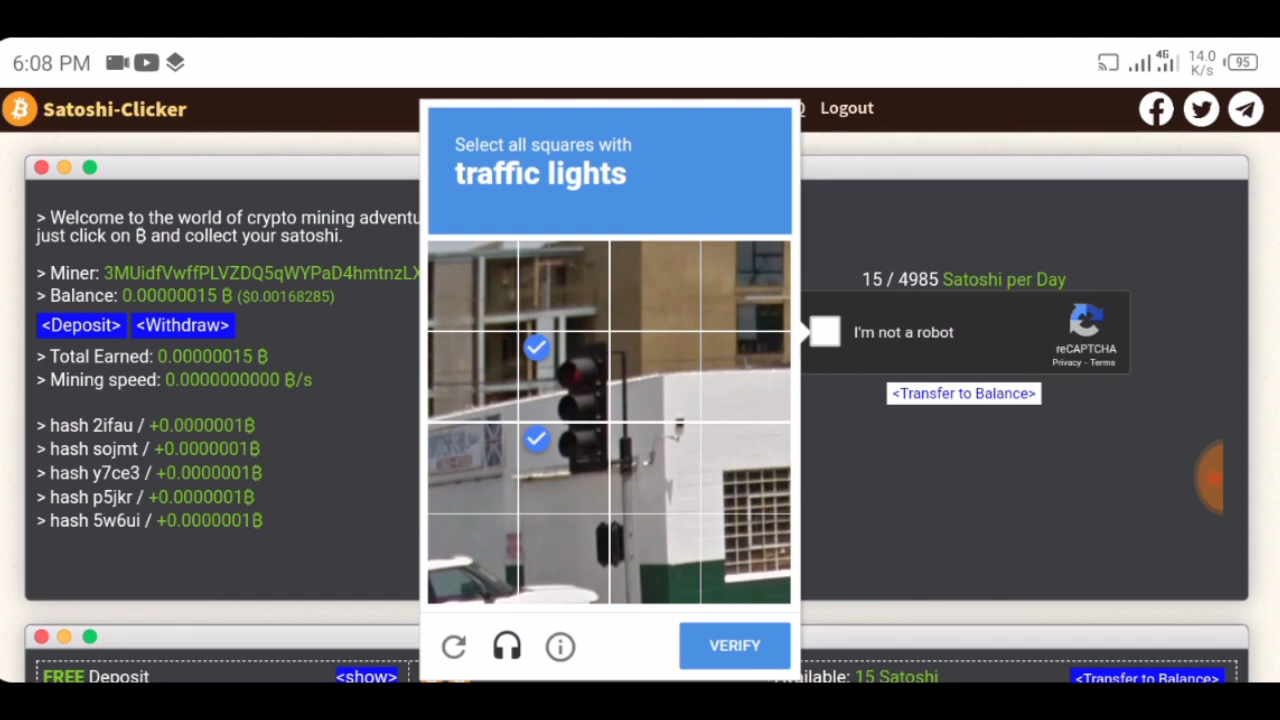 6:08 PM
4G
14.0
K/s
95
Satoshi-Clicker
Logout
Select all squares with
traffic lights
> Welcome to the world of crypto mining adventu
just click on ₿ and collect your satoshi.
> Miner: 3MUidfVwffPLVZDQ5qWYPaD4hmtnzLX
> Balance: 0.00000015 ₿ ($0.00168285)
<Deposit> <Withdraw>
> Total Earned: 0.00000015 ₿
> Mining speed: 0.0000000000 ₿/s
> hash 2ifau / +0.0000001₿
> hash sojmt / +0.0000001₿
> hash y7ce3 / +0.0000001₿
> hash p5jkr / +0.0000001₿
> hash 5w6ui / +0.0000001₿
15 / 4985 Satoshi per Day
I'm not a robot
reCAPTCHA
Privacy - Terms
<Transfer to Balance>
VERIFY
FREE Deposit
<show>
Available: 15 Satoshi
<Transfer to Balance>